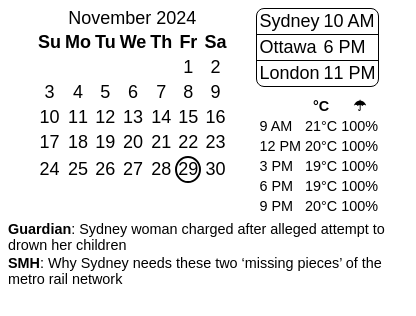 November 2024
Su Mo Tu We Th Fr Sa
1 2
3 4 5 6 7 8 9
10 11 12 13 14 15 16
17 18 19 20 21 22 23
24 25 26 27 28 29 30
Sydney 10 AM
Ottawa 6 PM
London 11 PM
°C ☂
9 AM 21°C 100%
12 PM 20°C 100%
3 PM 19°C 100%
6 PM 19°C 100%
9 PM 20°C 100%
Guardian: Sydney woman charged after alleged attempt to
drown her children
SMH: Why Sydney needs these two ‘missing pieces’ of the
metro rail network